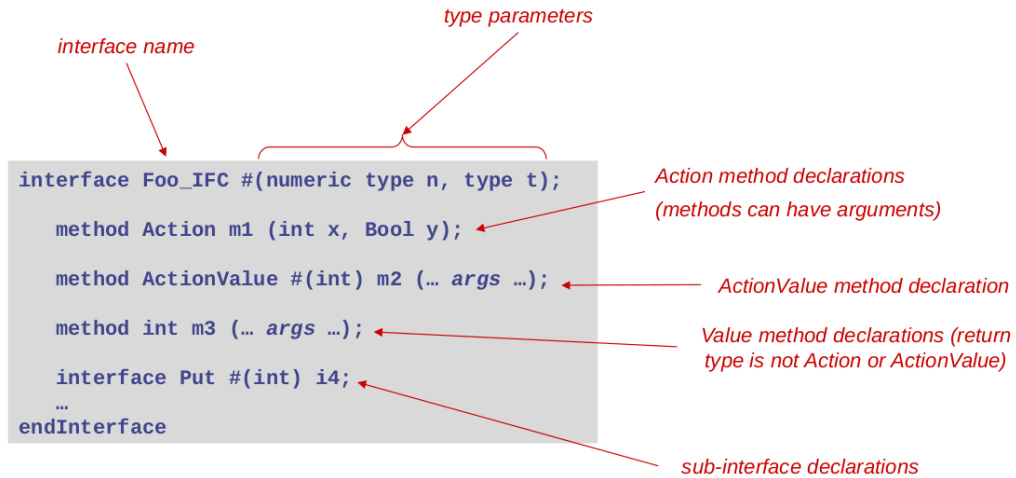 type parameters
interface name
interface Foo_IFC #(numeric type n, type t);
Action method declarations
(methods can have arguments)
method Action m1 (int x, Bool y);
method ActionValue #(int) m2 (… args …);
ActionValue method declaration
method int m3 (… args …);
Value method declarations (return
type is not Action or ActionValue)
interface Put #(int) i4;
…
endInterface
sub-interface declarations